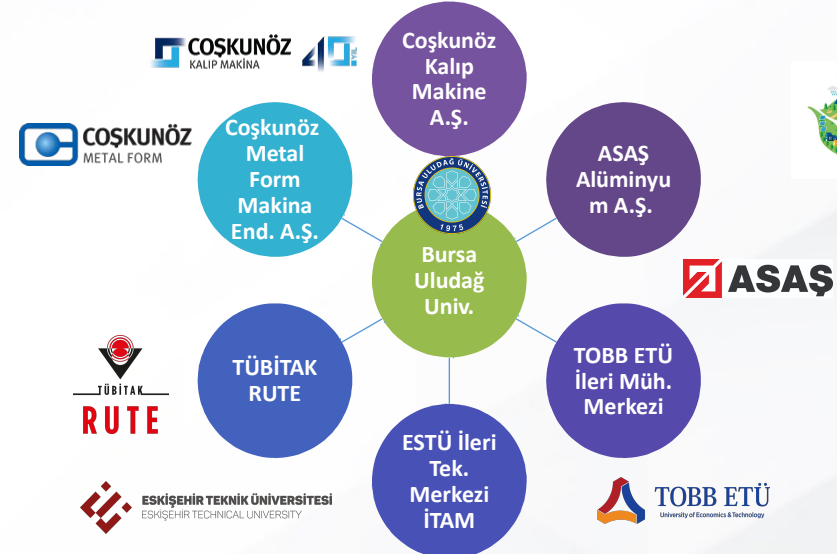 COŞKUNÖZ
KALIP MAKİNA
40.YIL
Coşkunöz
Kalıp
Makine
A.Ş.
COŞKUNÖZ
METAL FORM
Coşkunöz
Metal
Form
Makina
End. A.Ş.
ASAŞ
Alüminyu
m A.Ş.
BURSA ULUDAĞ ÜNİVERSİTESİ
1975
Bursa
Uludağ
Univ.
ASAŞ
TÜBİTAK
RUTE
TÜBİTAK
RUTE
TOBB ETÜ
İleri Müh.
Merkezi
ESTÜ İleri
Tek.
Merkezi
İTAM
ESKİŞEHİR TEKNİK ÜNİVERSİTESİ
ESKİŞEHİR TECHNICAL UNIVERSITY
TOBB ETÜ
University of Economics & Technology